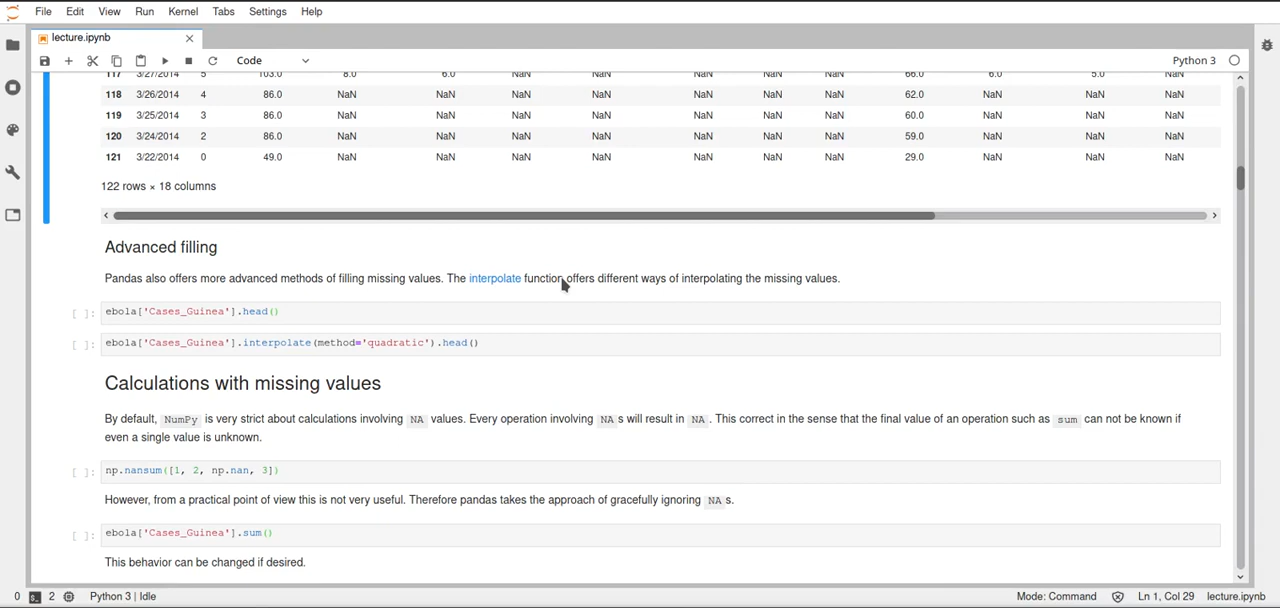 File Edit View Run Kernel Tabs Settings Help
lecture.ipynb ×
Code Python 3
117 3/27/2014 5 103.0 8.0 6.0 NaN NaN NaN NaN NaN 66.0 6.0 5.0 NaN
118 3/26/2014 4 86.0 NaN NaN NaN NaN NaN NaN NaN 62.0 NaN NaN NaN
119 3/25/2014 3 86.0 NaN NaN NaN NaN NaN NaN NaN 60.0 NaN NaN NaN
120 3/24/2014 2 86.0 NaN NaN NaN NaN NaN NaN NaN 59.0 NaN NaN NaN
121 3/22/2014 0 49.0 NaN NaN NaN NaN NaN NaN NaN 29.0 NaN NaN NaN
122 rows × 18 columns
Advanced filling
Pandas also offers more advanced methods of filling missing values. The interpolate function offers different ways of interpolating the missing values.
[ ]: ebola['Cases_Guinea'].head()
[ ]: ebola['Cases_Guinea'].interpolate(method='quadratic').head()
Calculations with missing values
By default, NumPy is very strict about calculations involving NA values. Every operation involving NA s will result in NA . This correct in the sense that the final value of an operation such as sum can not be known if
even a single value is unknown.
[ ]: np.nansum([1, 2, np.nan, 3])
However, from a practical point of view this is not very useful. Therefore pandas takes the approach of gracefully ignoring NA s.
[ ]: ebola['Cases_Guinea'].sum()
This behavior can be changed if desired.
0 2 Python 3 | Idle Mode: Command Ln 1, Col 29 lecture.ipynb